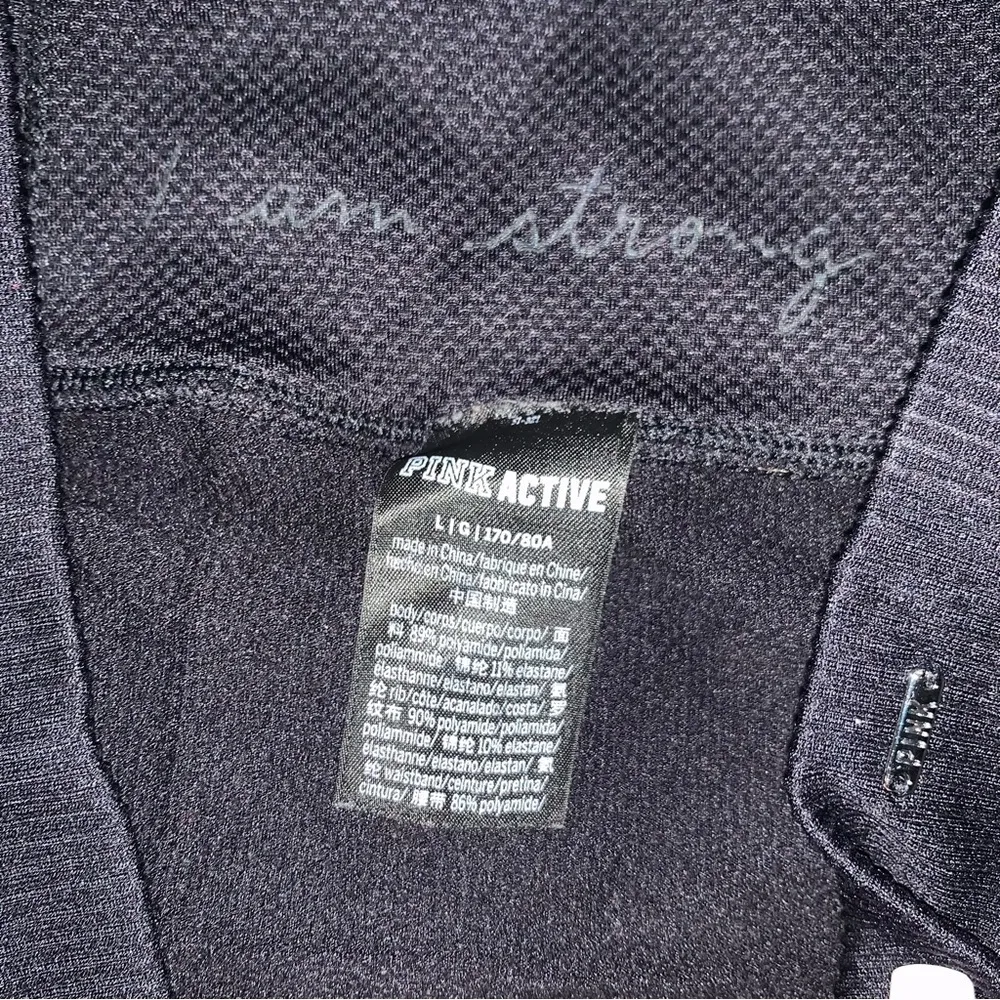 I am strong
PINK ACTIVE
L | G | 170/80A
made in China/fabriqué en Chine/
hecho en China/fabbricato in Cina/
中国制造
body/corps/cuerpo/corpo/ 面
料 89% polyamide/poliamida/
poliammide/ 锦纶 11% elastane/
élasthanne/elastano/elastan/ 氨
纶 rib/côte/acanalado/costa/ 罗
纹布 90% polyamide/poliamida/
poliammide/ 锦纶 10% elastane/
élasthanne/elastano/elastan/ 氨
纶 waistband/ceinture/pretina/
cintura/ 腰带 86% polyamide/
PINK